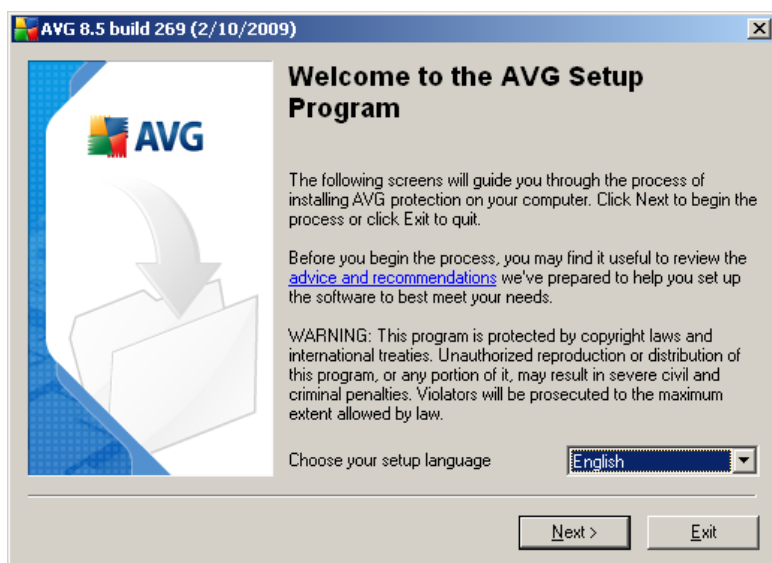 AVG 8.5 build 269 (2/10/2009)
AVG
Welcome to the AVG Setup
Program
The following screens will guide you through the process of
installing AVG protection on your computer. Click Next to begin the
process or click Exit to quit.
Before you begin the process, you may find it useful to review the
advice and recommendations we've prepared to help you set up
the software to best meet your needs.
WARNING: This program is protected by copyright laws and
international treaties. Unauthorized reproduction or distribution of
this program, or any portion of it, may result in severe civil and
criminal penalties. Violators will be prosecuted to the maximum
extent allowed by law.
Choose your setup language English
Next > Exit